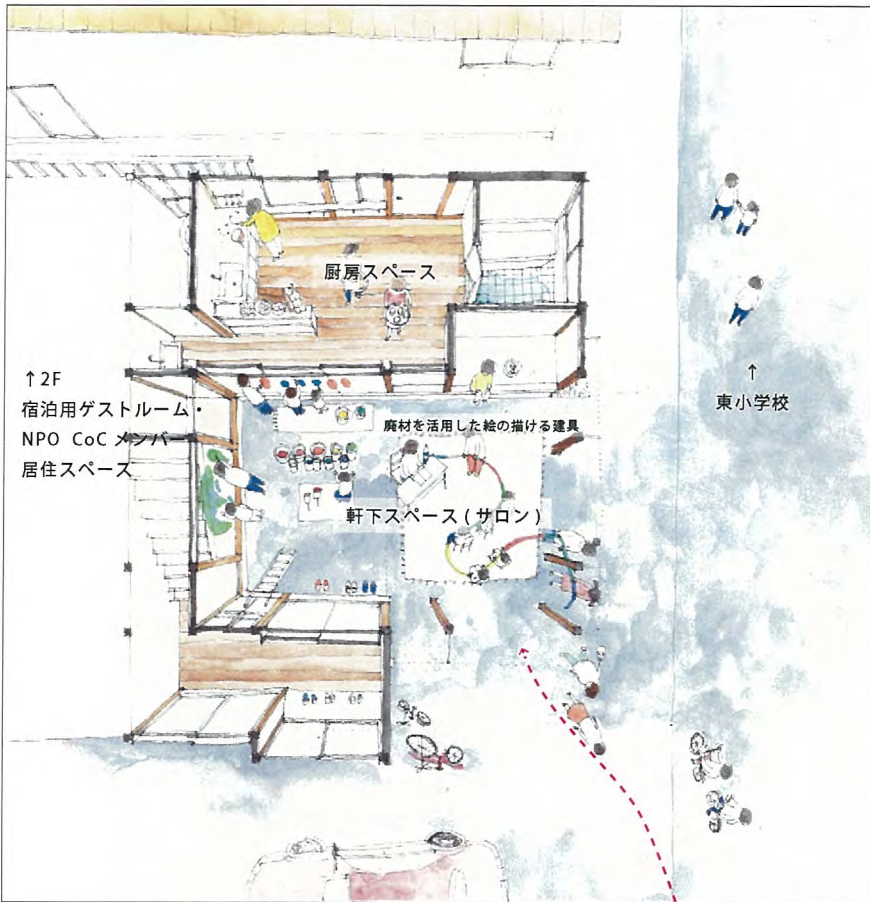 厨房スペース
↑2F
宿泊用ゲストルーム・
NPO CoC メンバー
居住スペース
↑
東小学校
廃材を活用した絵の描ける建具
軒下スペース(サロン)